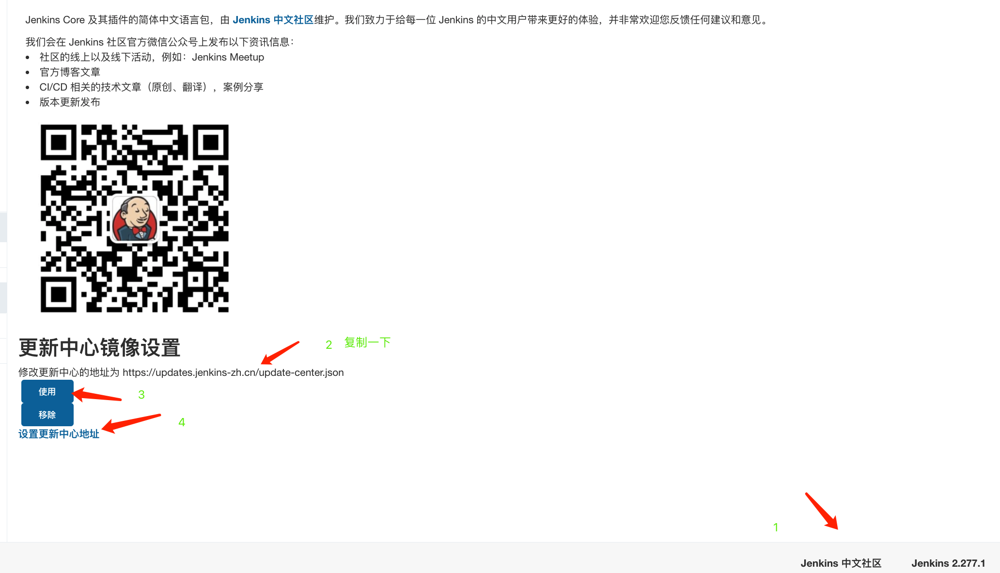 Jenkins Core 及其插件的简体中文语言包，由 Jenkins 中文社区维护。我们致力于给每一位 Jenkins 的中文用户带来更好的体验，并非常欢迎您反馈任何建议和意见。
我们会在 Jenkins 社区官方微信公众号上发布以下资讯信息：
• 社区的线上以及线下活动，例如：Jenkins Meetup
• 官方博客文章
• CI/CD 相关的技术文章（原创、翻译），案例分享
• 版本更新发布
更新中心镜像设置
2 复制一下
修改更新中心的地址为 https://updates.jenkins-zh.cn/update-center.json
使用
3
移除
4
设置更新中心地址
1
Jenkins 中文社区 Jenkins 2.277.1